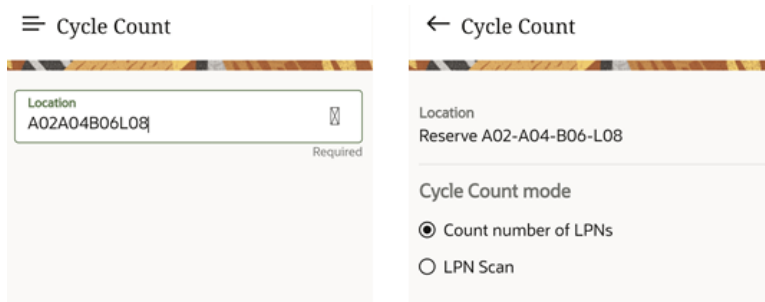 Cycle Count
Location
A02A04B06L08
Required
Cycle Count
Location
Reserve A02-A04-B06-L08
Cycle Count mode
Count number of LPNs
LPN Scan